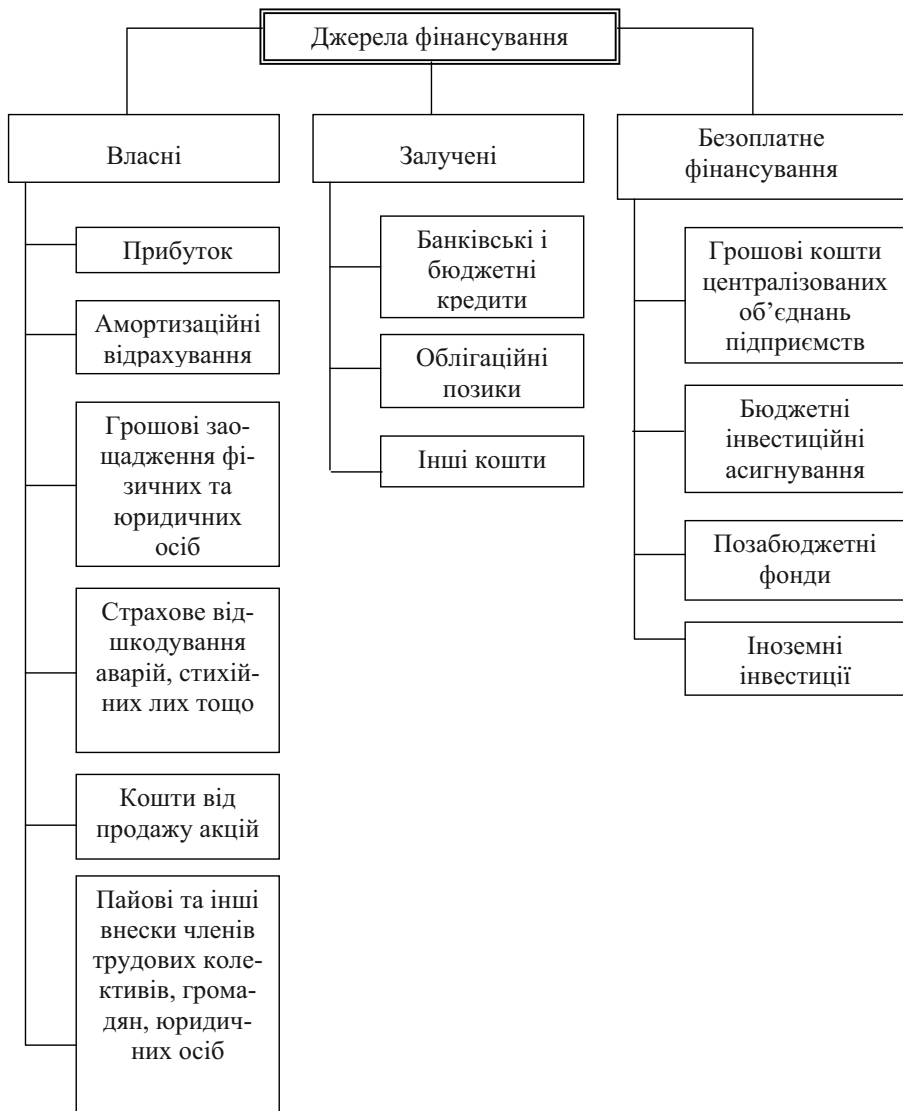 Джерела фінансування
Власні
Прибуток
Амортизаційні
відрахування
Грошові зао-
щадження фі-
зичних та
юридичних
осіб
Страхове від-
шкодування
аварій, стихій-
них лих тощо
Кошти від
продажу акцій
Пайові та інші
внески членів
трудових коле-
ктивів, грома-
дян, юридич-
них осіб
Залучені
Банківські і
бюджетні
кредити
Облігаційні
позики
Інші кошти
Безоплатне
фінансування
Грошові кошти
централізованих
об’єднань
підприємств
Бюджетні
інвестиційні
асигнування
Позабюджетні
фонди
Іноземні
інвестиції